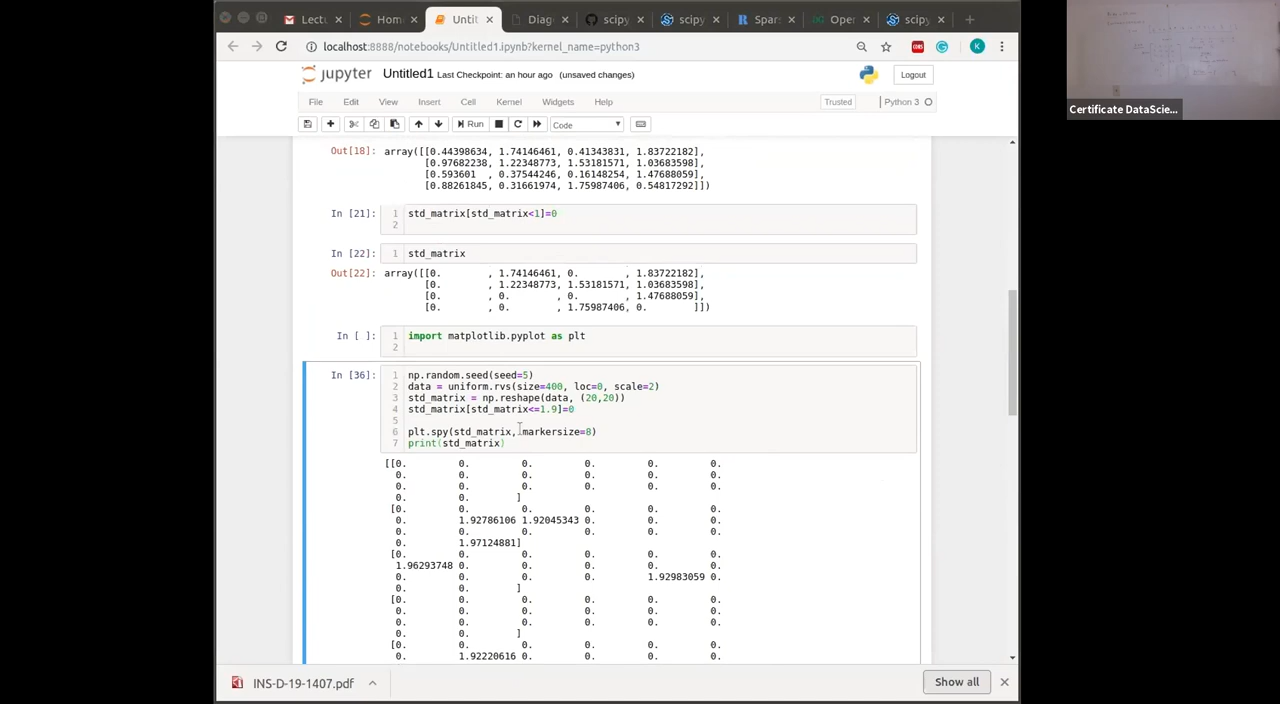 Lectu
Hom
Untit
Diag
scipy
scipy
Spar
Oper
scipy
localhost:8888/notebooks/Untitled1.ipynb?kernel_name=python3
K
jupyter Untitled1 Last Checkpoint: an hour ago (unsaved changes)
Logout
File Edit View Insert Cell Kernel Widgets Help
Trusted
Python 3
Run
Code
Out[18]: array([[0.44398634, 1.74146461, 0.41343831, 1.83722182],
[0.97682238, 1.22348773, 1.53181571, 1.03683598],
[0.593601 , 0.37544246, 0.16148254, 1.47688059],
[0.88261845, 0.31661974, 1.75987406, 0.54817292]])
In [21]: 1 std_matrix[std_matrix<1]=0
2
In [22]: 1 std_matrix
Out[22]: array([[0. , 1.74146461, 0. , 1.83722182],
[0. , 1.22348773, 1.53181571, 1.03683598],
[0. , 0. , 0. , 1.47688059],
[0. , 0. , 1.75987406, 0. ]])
In [ ]: 1 import matplotlib.pyplot as plt
2
In [36]: 1 np.random.seed(seed=5)
2 data = uniform.rvs(size=400, loc=0, scale=2)
3 std_matrix = np.reshape(data, (20,20))
4 std_matrix[std_matrix<=1.9]=0
5
6 plt.spy(std_matrix, markersize=8)
7 print(std_matrix)
[[0. 0. 0. 0. 0. 0.
0. 0. 0. 0. 0. 0.
0. 0. 0. 0. 0. 0.
0. 0. ]
[0. 0. 0. 0. 0. 0.
0. 1.92786106 1.92045343 0. 0. 0.
0. 0. 0. 0. 0. 0.
0. 1.97124881]
[0. 0. 0. 0. 0. 0.
1.96293748 0. 0. 0. 0. 0.
0. 0. 0. 0. 1.92983059 0.
0. 0. ]
[0. 0. 0. 0. 0. 0.
0. 0. 0. 0. 0. 0.
0. 0. 0. 0. 0. 0.
0. 0. ]
[0. 0. 0. 0. 0. 0.
0. 1.92220616 0. 0. 0. 0.
INS-D-19-1407.pdf
Show all
Certificate DataScie...